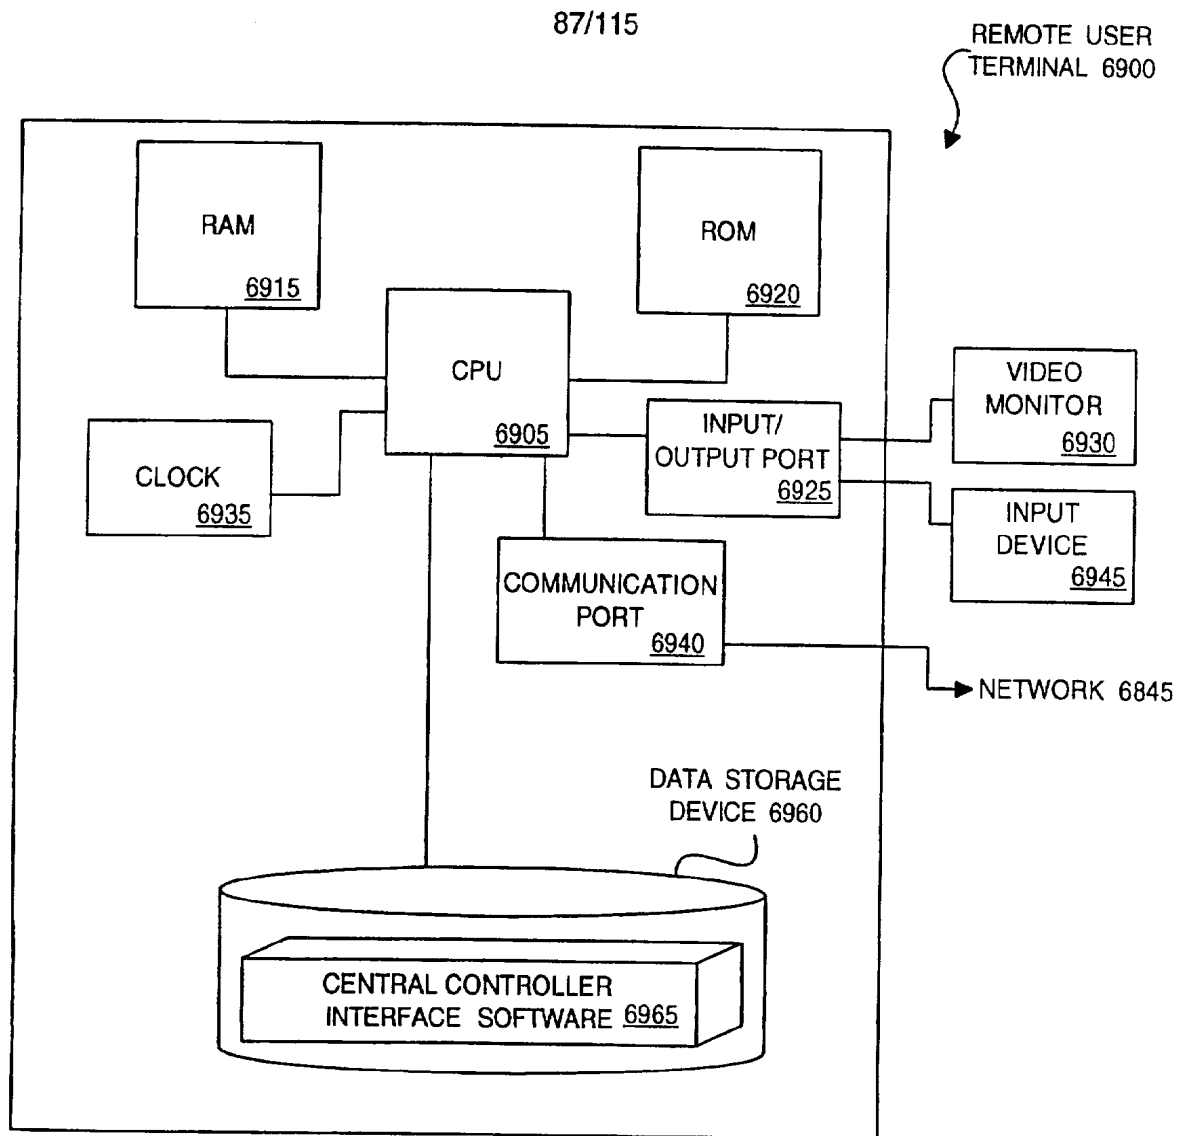 87/115
REMOTE USER
TERMINAL 6900
RAM
6915
ROM
6920
CPU
6905
CLOCK
6935
INPUT/
OUTPUT PORT
6925
VIDEO
MONITOR
6930
INPUT
DEVICE
6945
COMMUNICATION
PORT
6940
NETWORK 6845
DATA STORAGE
DEVICE 6960
CENTRAL CONTROLLER
INTERFACE SOFTWARE 6965